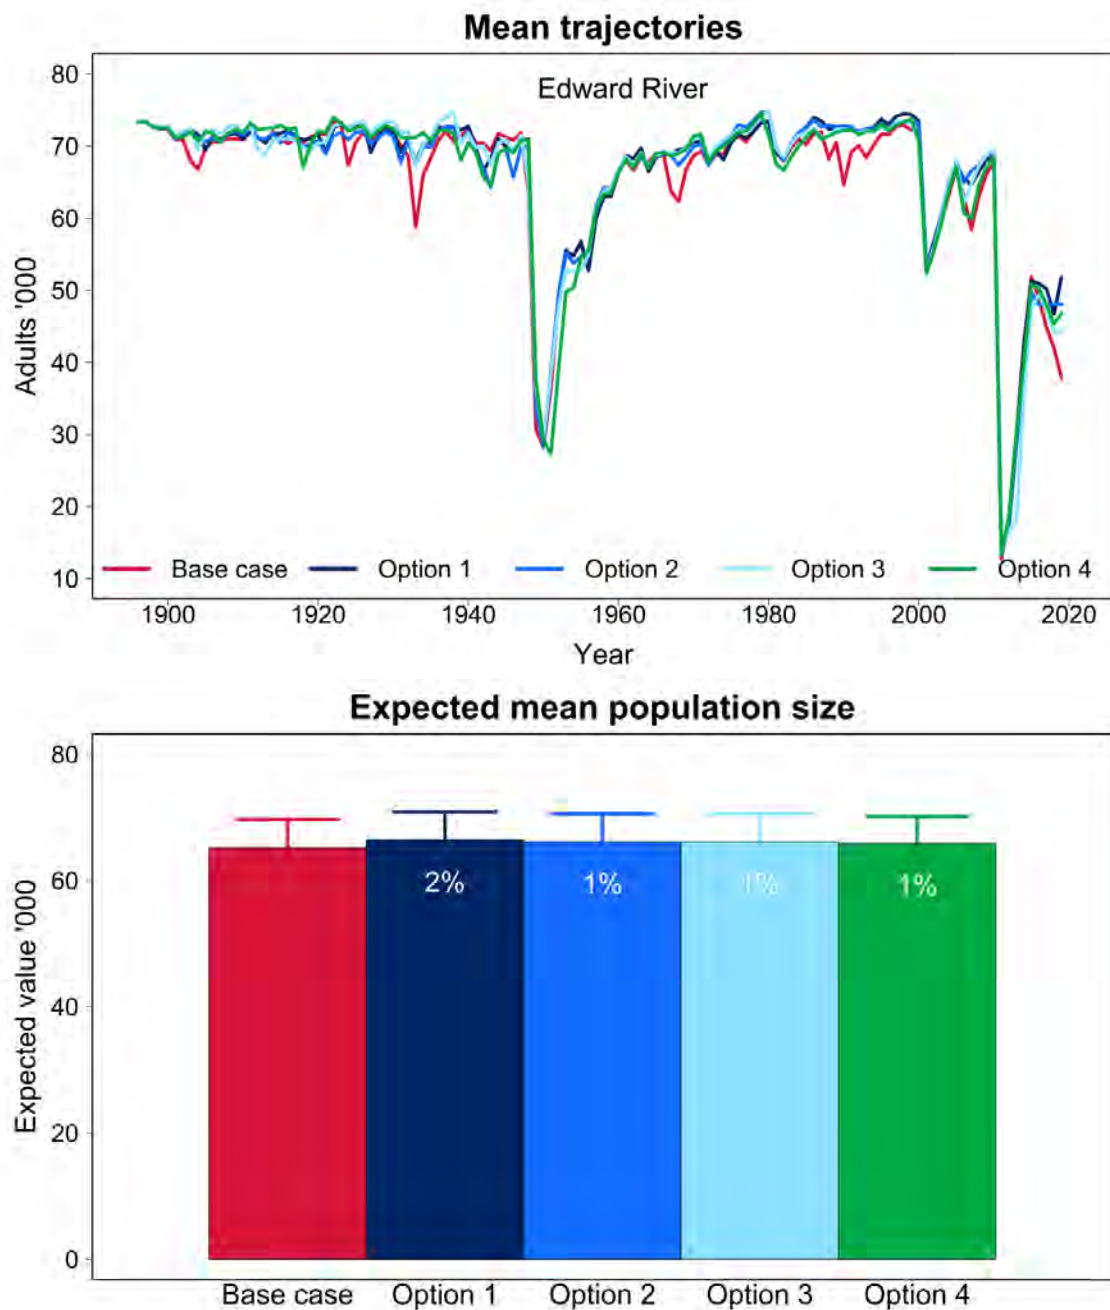 Mean trajectories
Edward River
80
70
60
50
40
30
20
10
Adults '000
Base case Option 1 Option 2 Option 3 Option 4
1900 1920 1940 1960 1980 2000 2020
Year
Expected mean population size
80
60
40
20
0
Expected value '000
2% 1% 1% 1%
Base case Option 1 Option 2 Option 3 Option 4